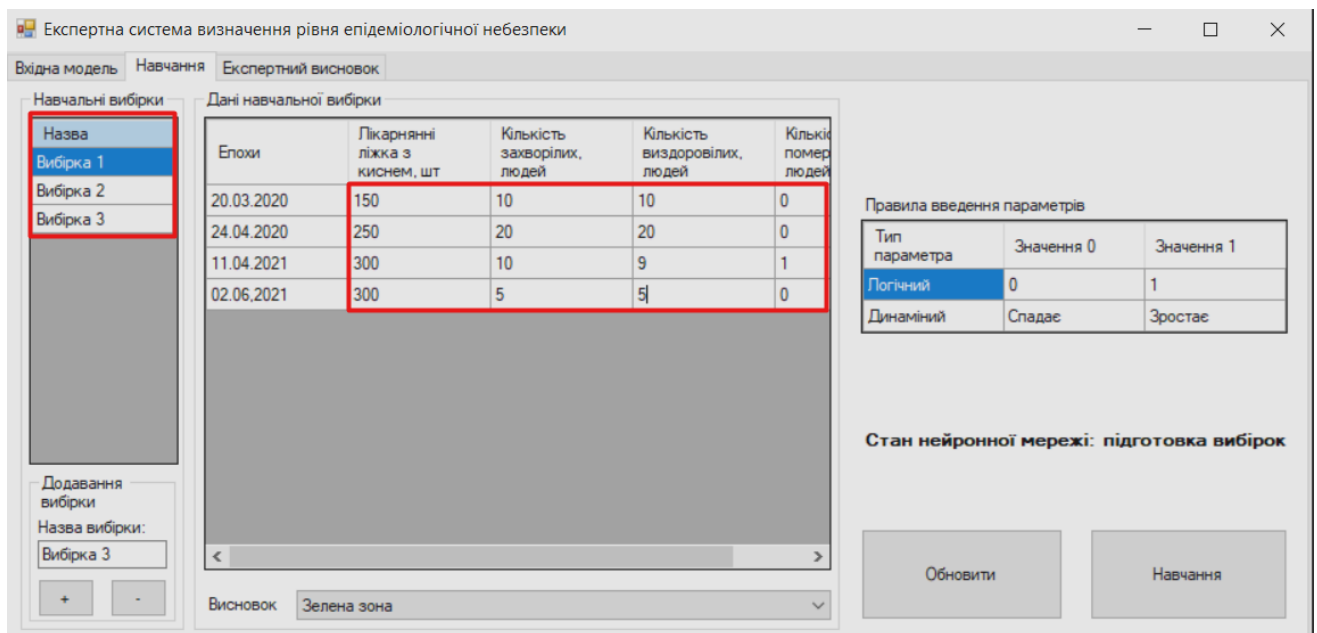 Експертна система визначення рівня епідеміологічної небезпеки
Вхідна модель Навчання Експертний висновок
Навчальні вибірки
Назва
Вибірка 1
Вибірка 2
Вибірка 3
Додавання
вибірки
Назва вибірки:
Вибірка 3
+ -
Дані навчальної вибірки
Епохи
Лікарнянні
ліжка з
киснем, шт
Кількість
захворілих,
людей
Кількість
виздоровілих,
людей
Кількіс
помер
людей
20.03.2020 150 10 10 0
24.04.2020 250 20 20 0
11.04.2021 300 10 9 1
02.06,2021 300 5 5 0
Висновок Зелена зона
Правила введення параметрів
Тип
параметра
Значення 0 Значення 1
Логічний 0 1
Динаміний Спадає Зростає
Стан нейронної мережі: підготовка вибірок
Обновити Навчання